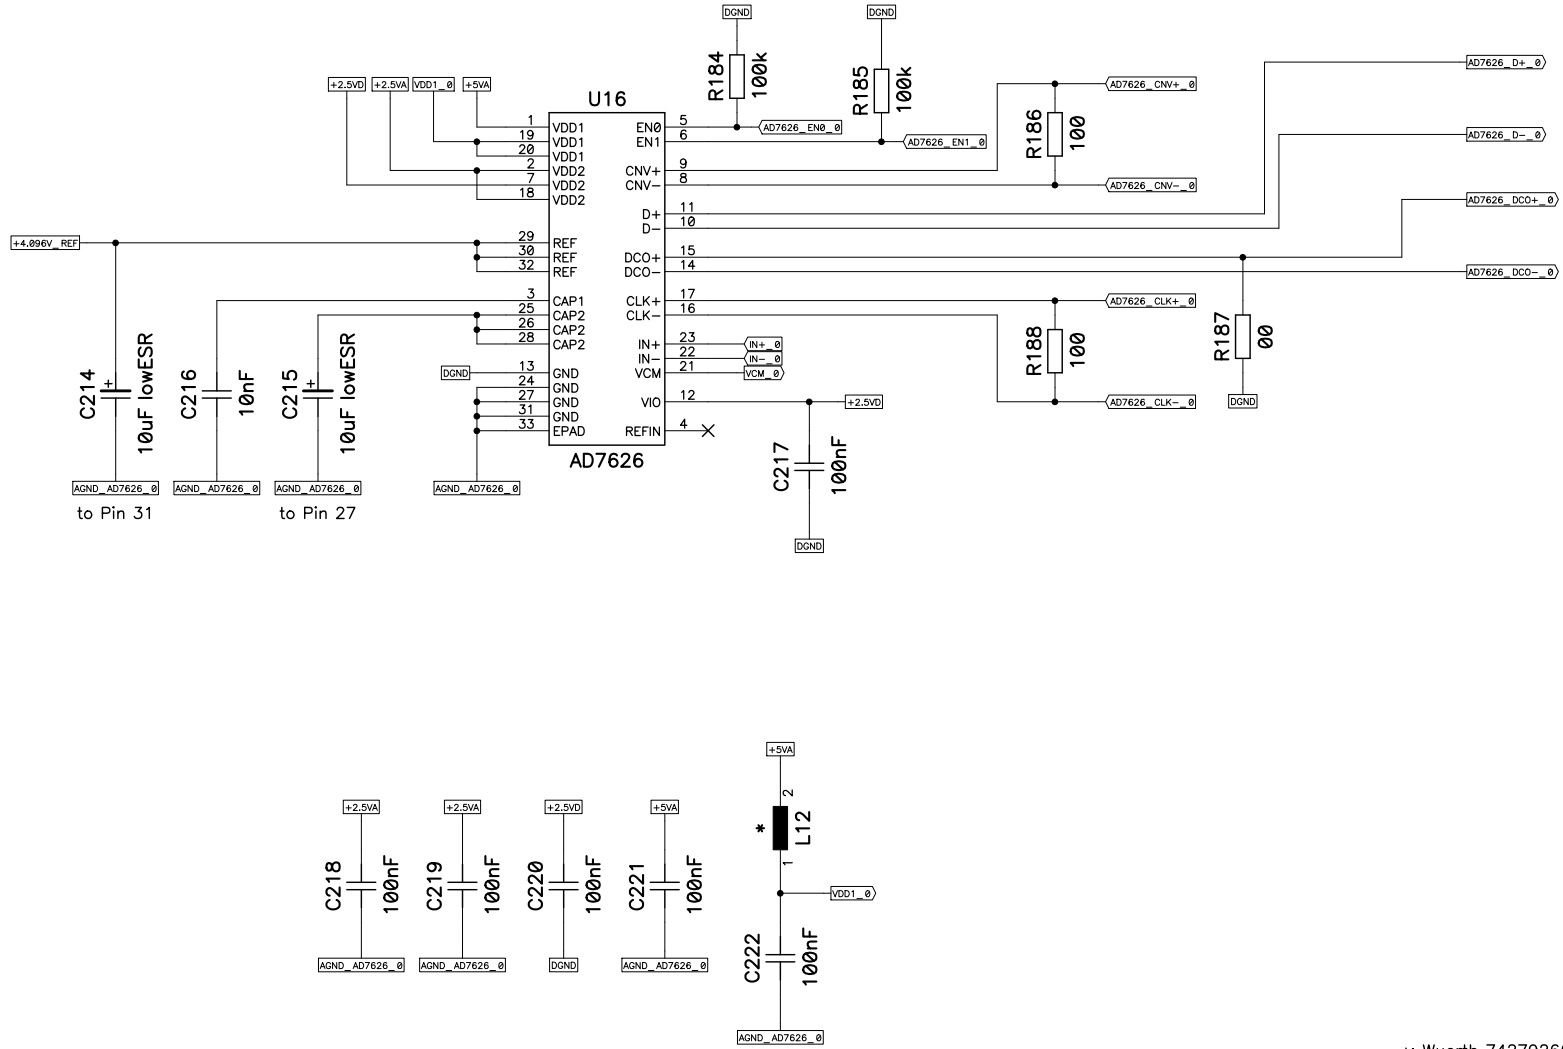 DGND
DGND
R184
100k
R185
100k
AD7626_D+_0
+2.5VD
+2.5VA
VDD1_0
+5VA
AD7626_CNV+_0
U16
1 VDD1
19 VDD1
20 VDD1
2 VDD2
7 VDD2
18 VDD2
29 REF
30 REF
32 REF
3 CAP1
25 CAP2
26 CAP2
28 CAP2
13 GND
24 GND
27 GND
31 GND
33 EPAD
EN0 5
EN1 6
CNV+ 9
CNV- 8
D+ 11
D- 10
DCO+ 15
DCO- 14
CLK+ 17
CLK- 16
IN+ 23
IN- 22
VCM 21
VIO 12
REFIN 4
AD7626
AD7626_EN0_0
AD7626_EN1_0
R186
100
AD7626_D-_0
AD7626_CNV-_0
AD7626_DCO+_0
+4.096V_REF
AD7626_DCO-_0
AD7626_CLK+_0
R188
100
R187
00
IN+_0
IN-_0
VCM_0
DGND
+2.5VD
AD7626_CLK-_0
DGND
C214
10uF lowESR
C216
10nF
C215
10uF lowESR
C217
100nF
AGND_AD7626_0
AGND_AD7626_0
AGND_AD7626_0
AGND_AD7626_0
to Pin 31
to Pin 27
DGND
+5VA
2
*
L12
1
+2.5VA
+2.5VA
+2.5VD
+5VA
C218
100nF
C219
100nF
C220
100nF
C221
100nF
VDD1_0
C222
100nF
AGND_AD7626_0
AGND_AD7626_0
DGND
AGND_AD7626_0
AGND_AD7626_0